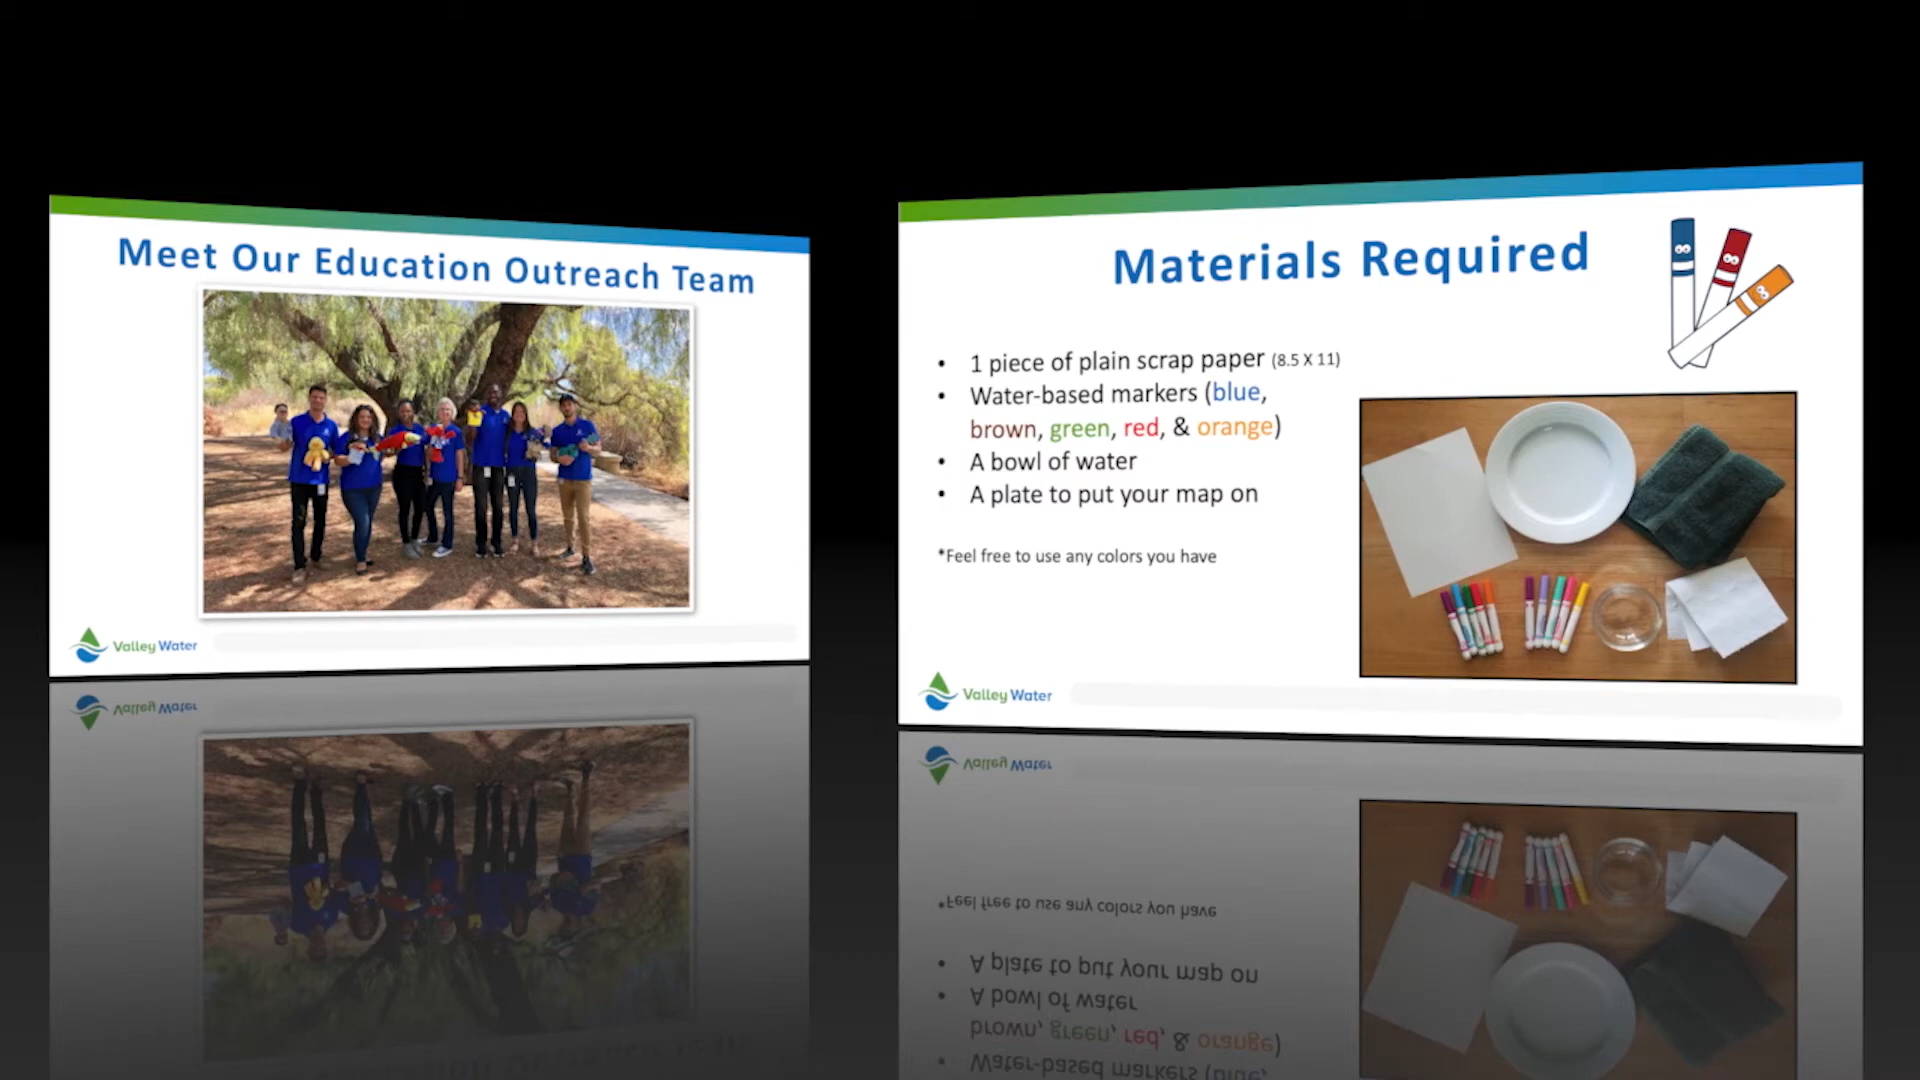 Meet Our Education Outreach Team
Valley Water
Materials Required
• 1 piece of plain scrap paper (8.5 X 11)
• Water-based markers (blue,
brown, green, red, & orange)
• A bowl of water
• A plate to put your map on
*Feel free to use any colors you have
Valley Water